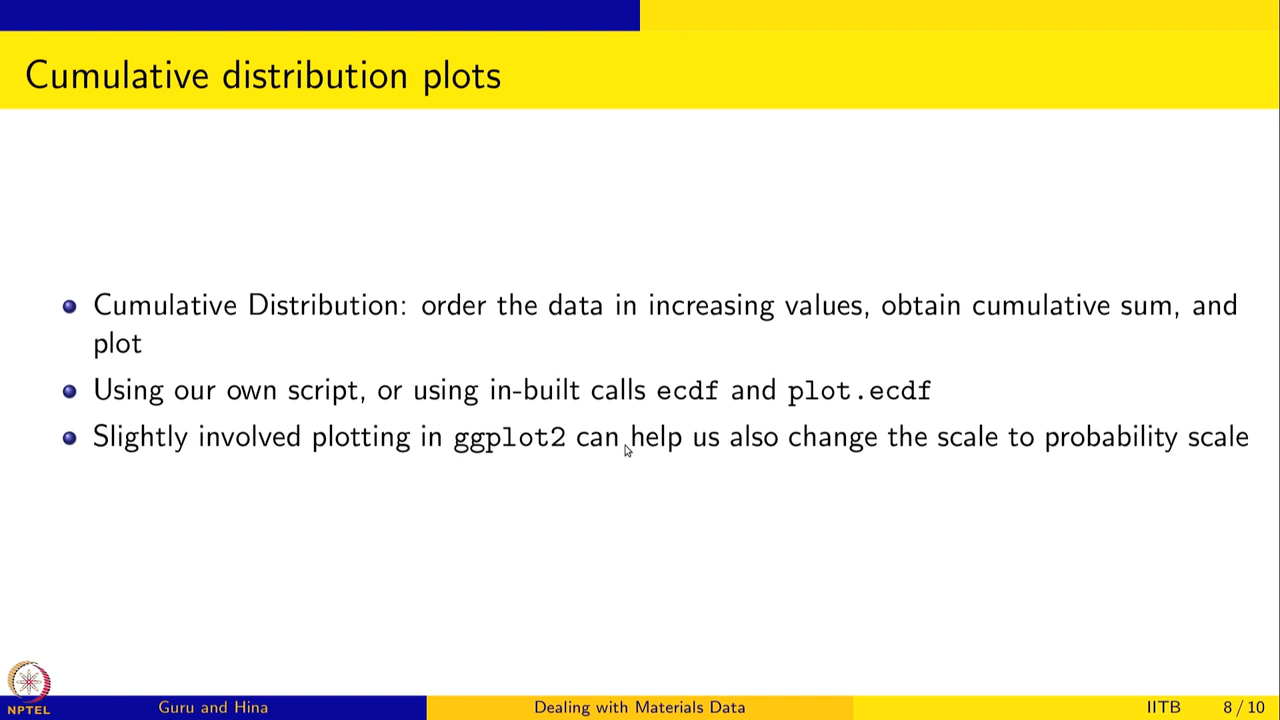 Cumulative distribution plots
Cumulative Distribution: order the data in increasing values, obtain cumulative sum, and
plot
Using our own script, or using in-built calls ecdf and plot.ecdf
Slightly involved plotting in ggplot2 can help us also change the scale to probability scale
NPTEL
Guru and Hina
Dealing with Materials Data
IITB
8 / 10